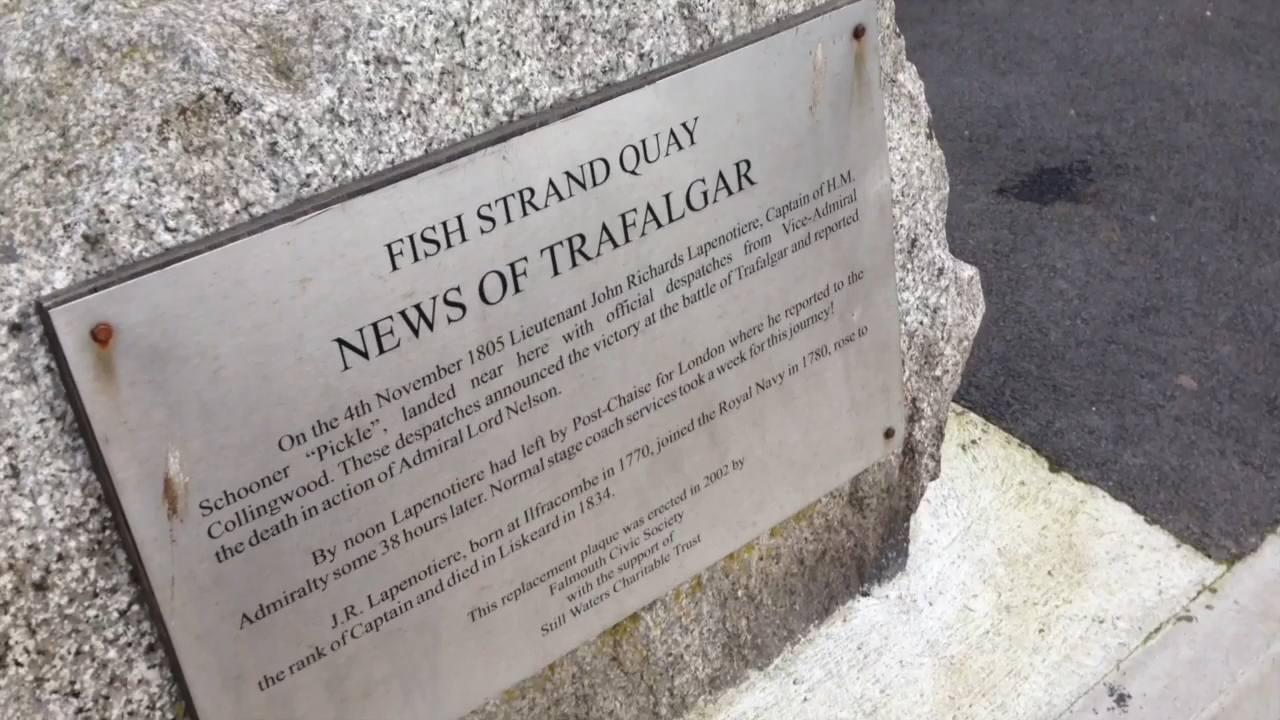 FISH STRAND QUAY
NEWS OF TRAFALGAR
On the 4th November 1805 Lieutenant John Richards Lapenotiere, Captain of H.M.
Schooner “Pickle”, landed near here with official despatches from Vice-Admiral
Collingwood. These despatches announced the victory at the battle of Trafalgar and reported
the death in action of Admiral Lord Nelson.
By noon Lapenotiere had left by Post-Chaise for London where he reported to the
Admiralty some 38 hours later. Normal stage coach services took a week for this journey!
J.R. Lapenotiere, born at Ilfracombe in 1770, joined the Royal Navy in 1780, rose to
the rank of Captain and died in Liskeard in 1834.
This replacement plaque was erected in 2002 by
Falmouth Civic Society
with the support of
Still Waters Charitable Trust